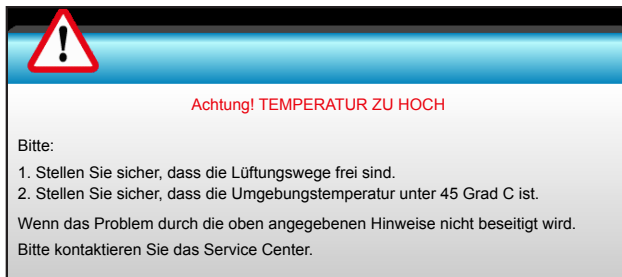 Achtung! TEMPERATUR ZU HOCH
Bitte:
1. Stellen Sie sicher, dass die Lüftungswege frei sind.
2. Stellen Sie sicher, dass die Umgebungstemperatur unter 45 Grad C ist.
Wenn das Problem durch die oben angegebenen Hinweise nicht beseitigt wird.
Bitte kontaktieren Sie das Service Center.